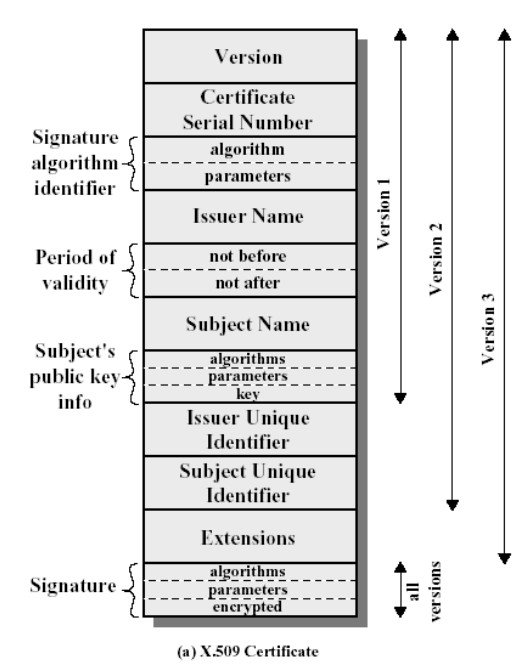 Version
Certificate
Serial Number
Signature
algorithm
identifier
algorithm
parameters
Issuer Name
Period of
validity
not before
not after
Subject Name
Subject's
public key
info
algorithms
parameters
key
Issuer Unique
Identifier
Subject Unique
Identifier
Extensions
Signature
algorithms
parameters
encrypted
Version 1
Version 2
Version 3
all
versions
(a) X.509 Certificate